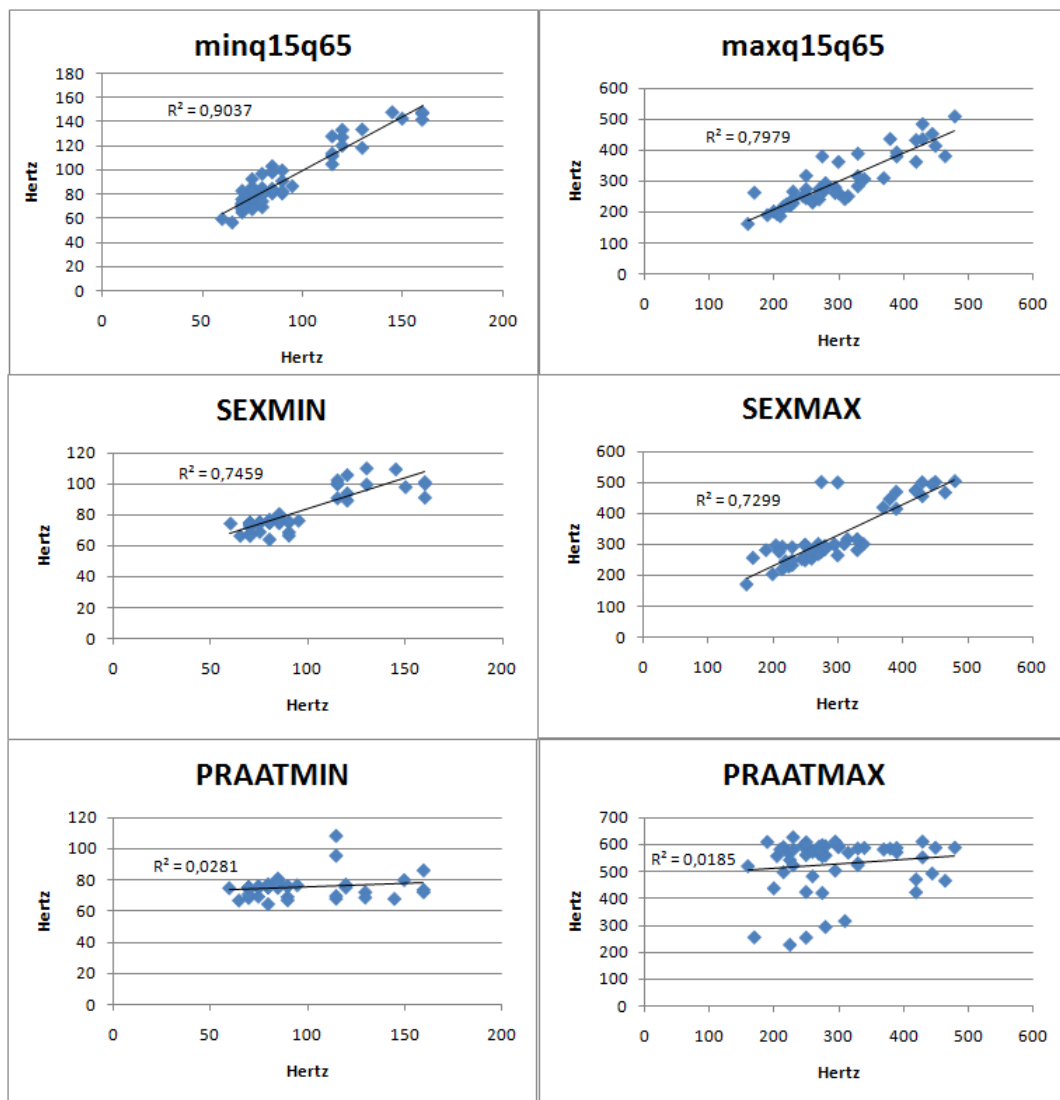 minq15q65
180
160
140
120
100
80
60
40
20
0
R² = 0,9037
Hertz
0 50 100 150 200
Hertz
maxq15q65
600
500
400
300
200
100
0
R² = 0,7979
Hertz
0 100 200 300 400 500 600
Hertz
SEXMIN
120
100
80
60
40
20
0
R² = 0,7459
Hertz
0 50 100 150 200
Hertz
SEXMAX
600
500
400
300
200
100
0
R² = 0,7299
Hertz
0 100 200 300 400 500 600
Hertz
PRAATMIN
120
100
80
60
40
20
0
R² = 0,0281
Hertz
0 50 100 150 200
Hertz
PRAATMAX
700
600
500
400
300
200
100
0
R² = 0,0185
Hertz
0 100 200 300 400 500 600
Hertz